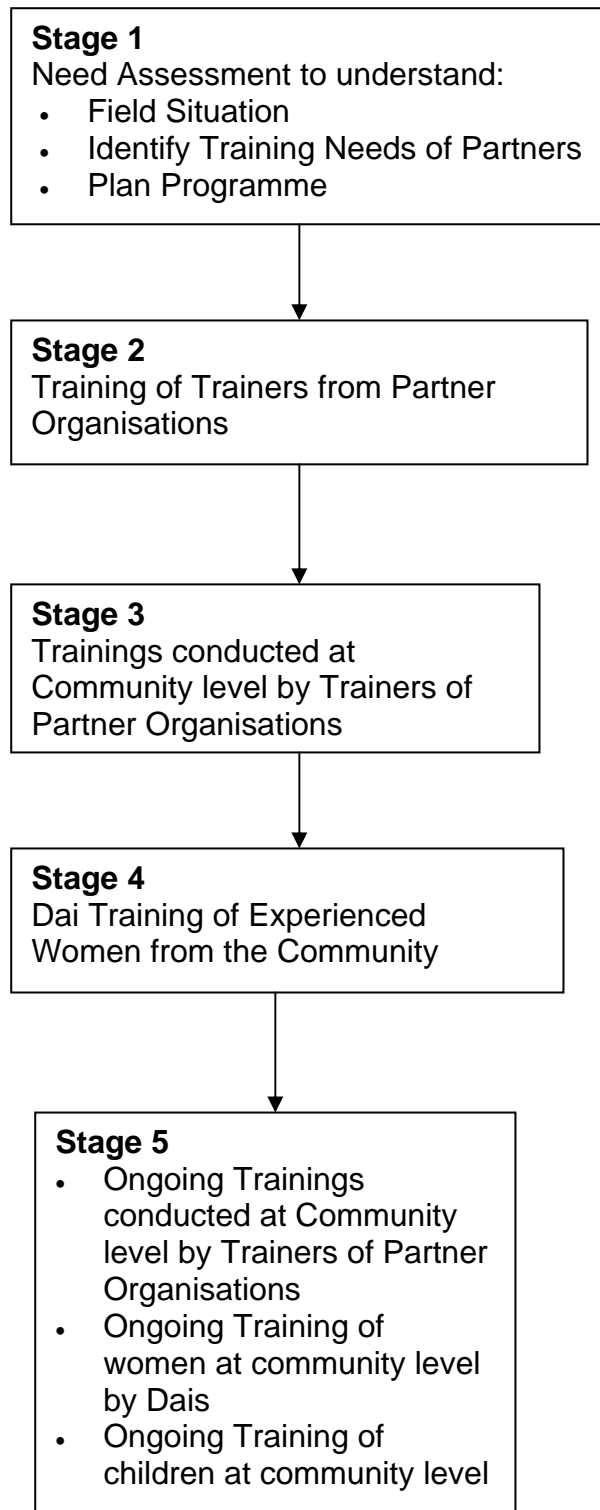 Stage 1
Need Assessment to understand:
• Field Situation
• Identify Training Needs of Partners
• Plan Programme
Stage 2
Training of Trainers from Partner
Organisations
Stage 3
Trainings conducted at
Community level by Trainers of
Partner Organisations
Stage 4
Dai Training of Experienced
Women from the Community
Stage 5
• Ongoing Trainings
conducted at Community
level by Trainers of Partner
Organisations
• Ongoing Training of
women at community level
by Dais
• Ongoing Training of
children at community level